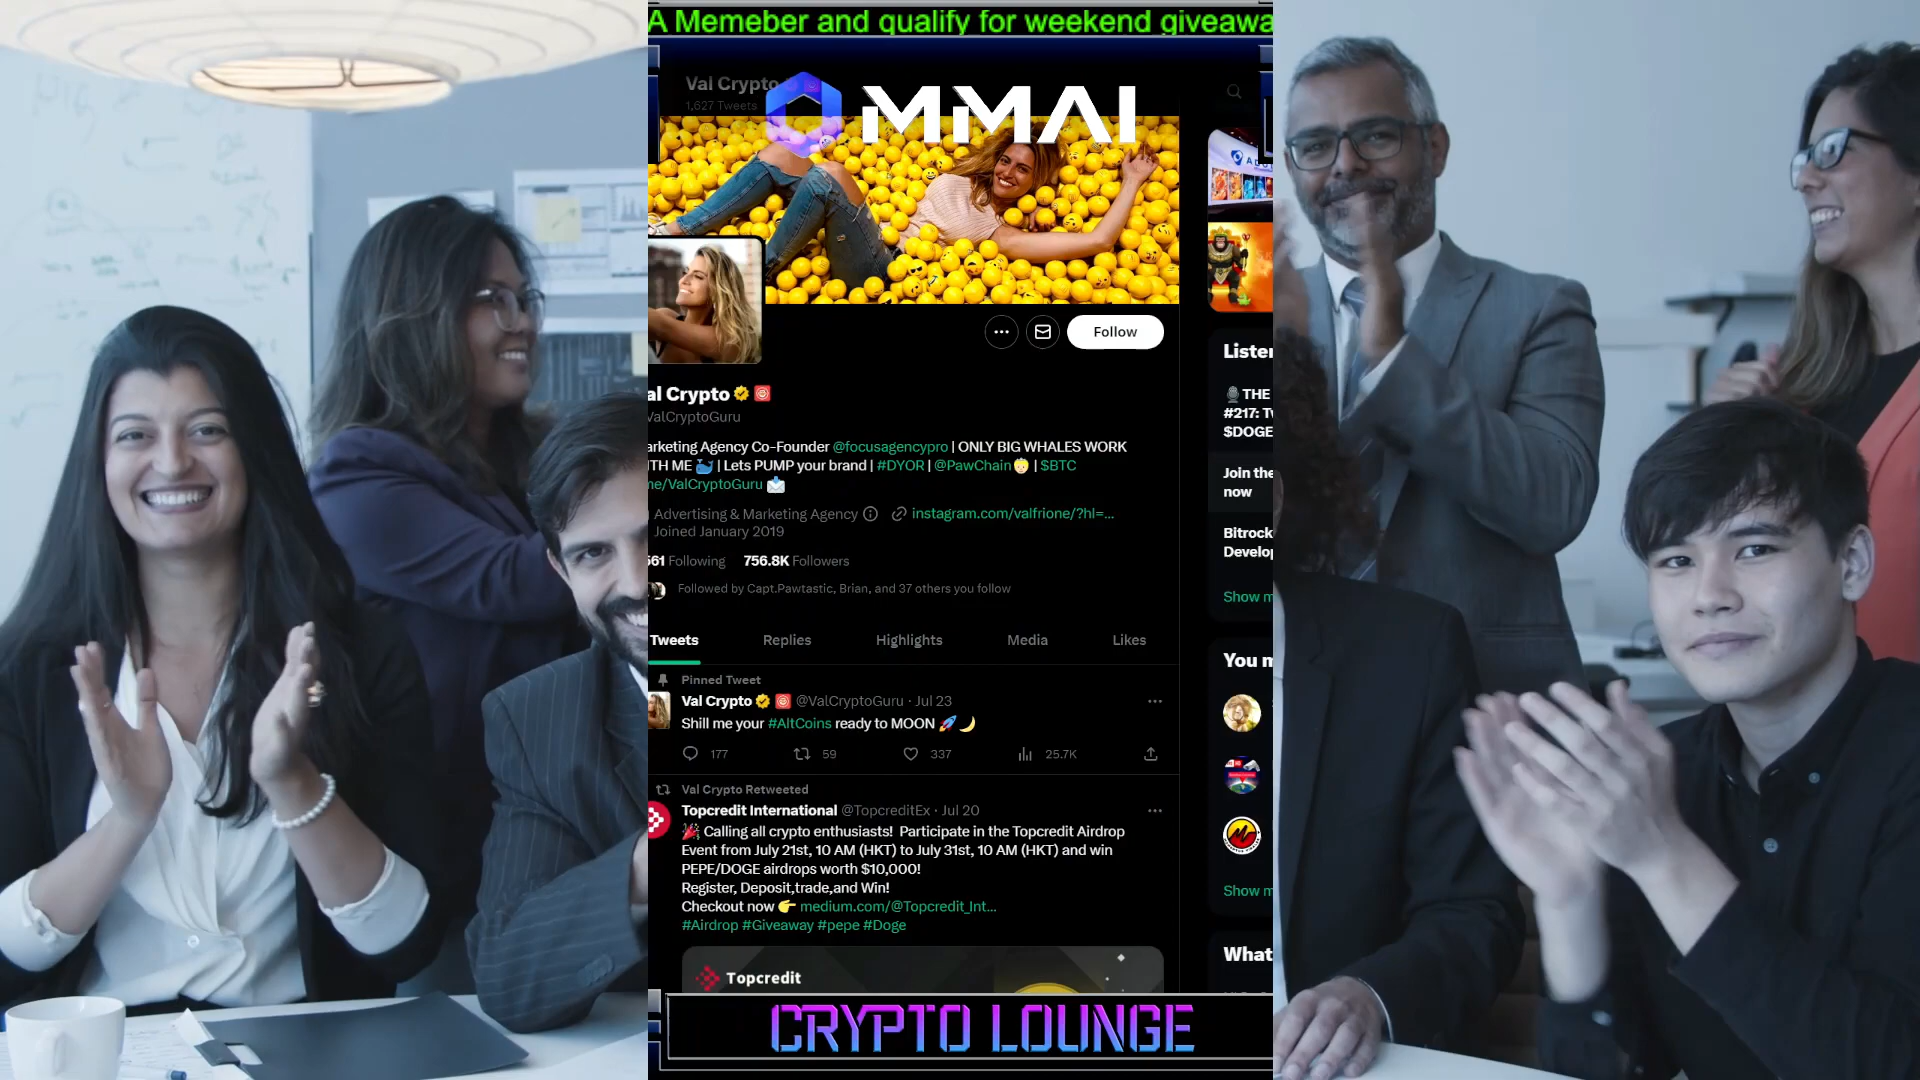 A Memeber and qualify for weekend giveawa
Val Crypto
1,627 Tweets
MMAI
Follow
al Crypto
ValCryptoGuru
arketing Agency Co-Founder @focusagencypro | ONLY BIG WHALES WORK
ITH ME 🐳 | Lets PUMP your brand | #DYOR | @PawChain | $BTC
me/ValCryptoGuru 📩
Advertising & Marketing Agency instagram.com/valfrione/?hl=...
Joined January 2019
561 Following 756.8K Followers
Followed by Capt.Pawtastic, Brian, and 37 others you follow
Tweets Replies Highlights Media Likes
Pinned Tweet
Val Crypto @ValCryptoGuru · Jul 23
Shill me your #AltCoins ready to MOON 🚀🌙
177 59 337 25.7K
Val Crypto Retweeted
Topcredit International @TopcreditEx · Jul 20
🎉 Calling all crypto enthusiasts! Participate in the Topcredit Airdrop
Event from July 21st, 10 AM (HKT) to July 31st, 10 AM (HKT) and win
PEPE/DOGE airdrops worth $10,000!
Register, Deposit,trade,and Win!
Checkout now 👉 medium.com/@Topcredit_Int...
#Airdrop #Giveaway #pepe #Doge
Topcredit
Listen
🎙️THE
#217: Tw
$DOGE
Join the
now
Bitrock
Develop
Show m
You m
Show m
What
CRYPTO LOUNGE